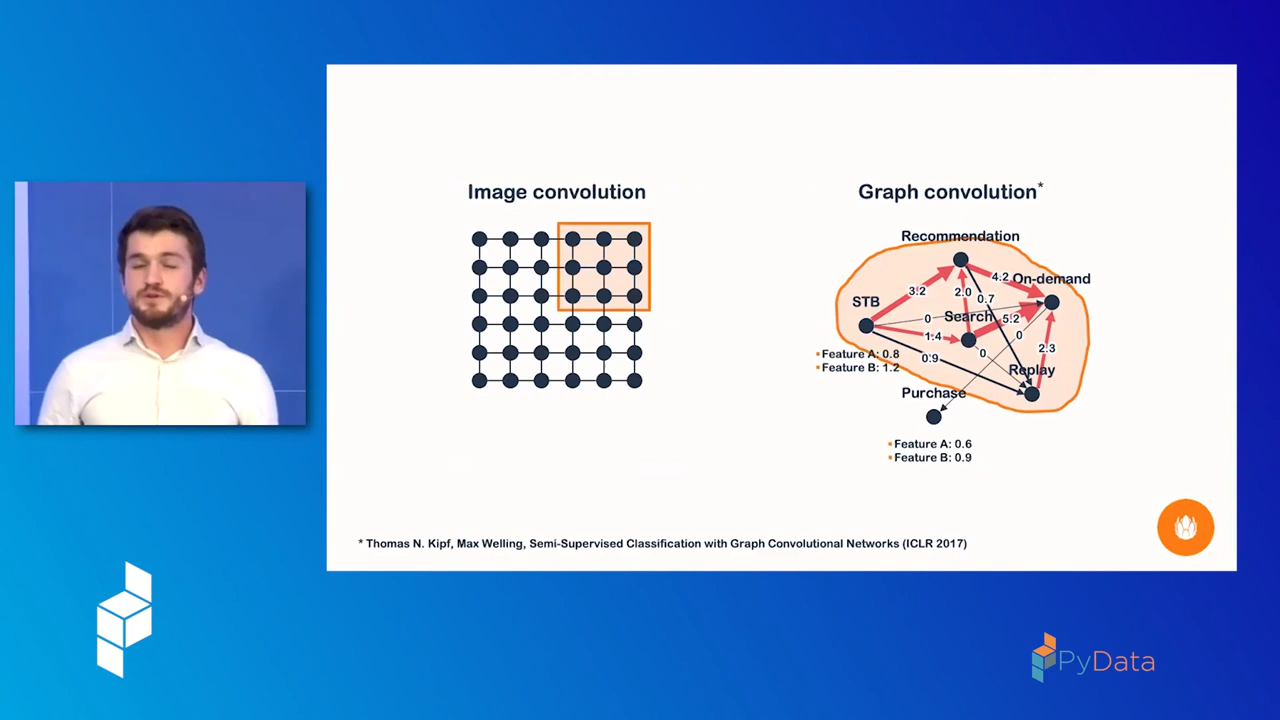 Image convolution
Graph convolution*
Recommendation
4.2
On-demand
3.2
2.0
0.7
STB
0
Search
5.2
1.4
0
0.9
0
2.3
Feature A: 0.8
Feature B: 1.2
Replay
Purchase
Feature A: 0.6
Feature B: 0.9
* Thomas N. Kipf, Max Welling, Semi-Supervised Classification with Graph Convolutional Networks (ICLR 2017)
PyData